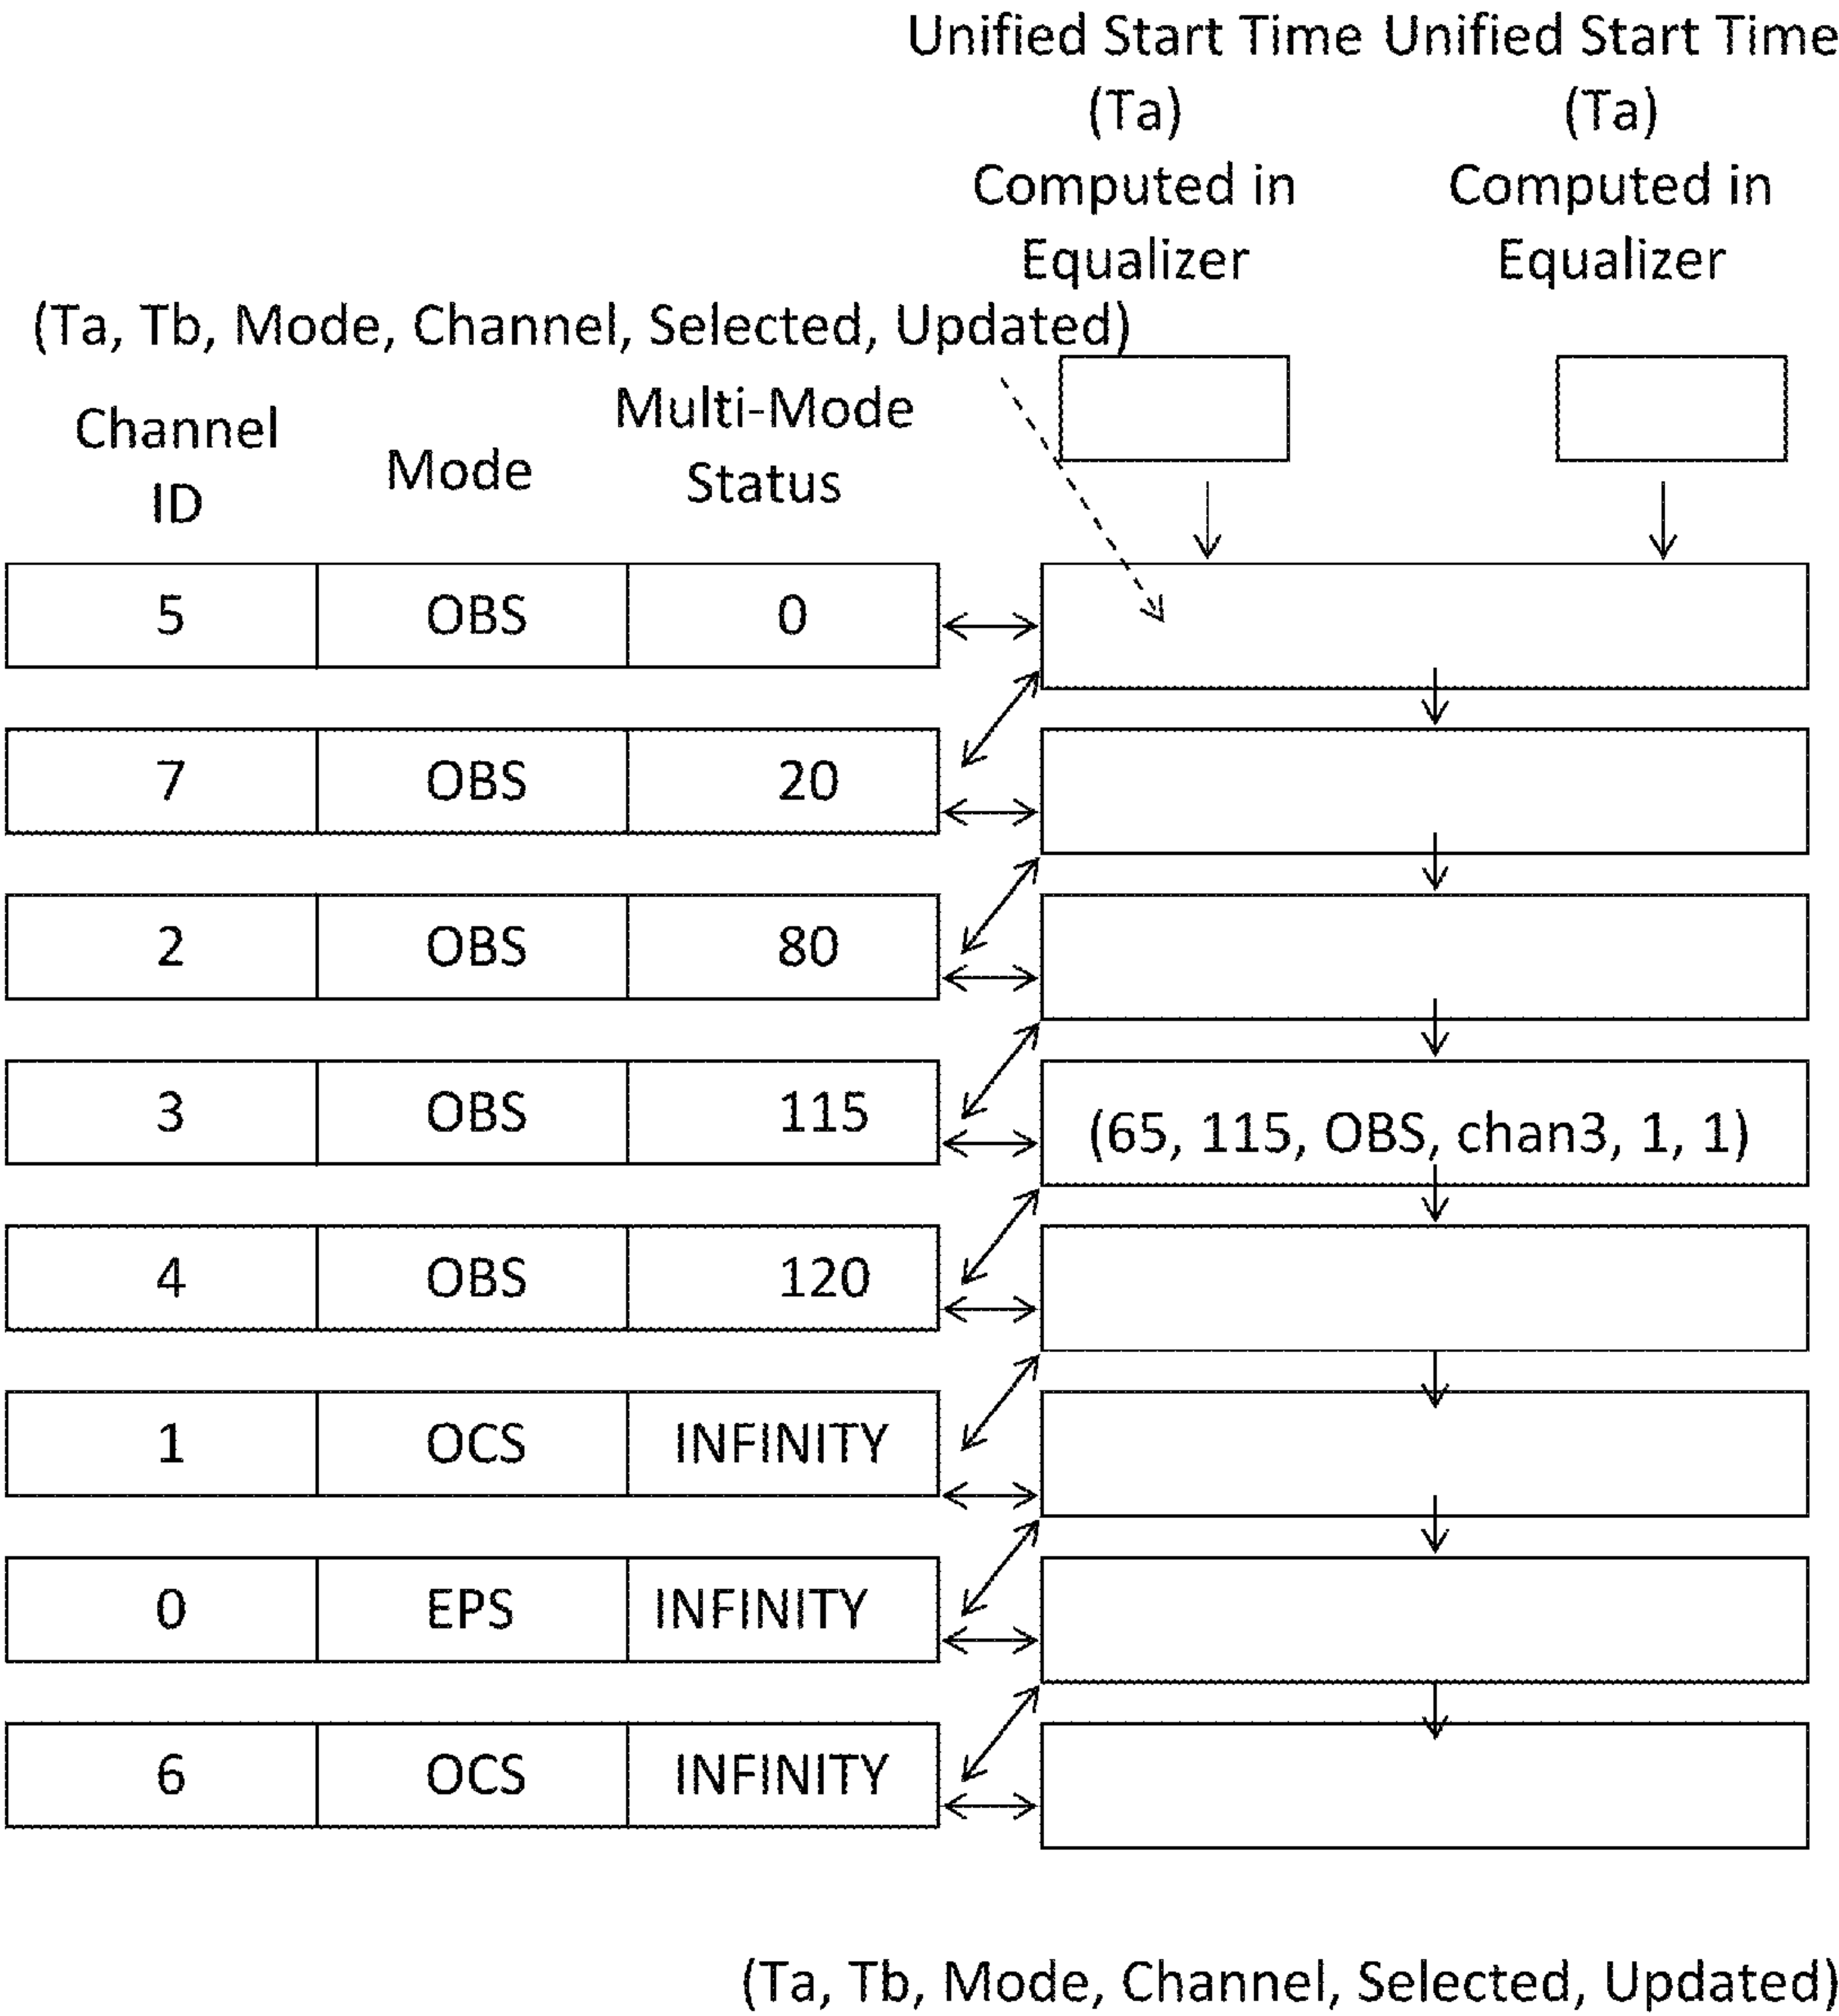 Unified Start Time Unified Start Time
(Ta) (Ta)
Computed in Computed in
Equalizer Equalizer
(Ta, Tb, Mode, Channel, Selected, Updated)
Channel
ID
Mode
Multi-Mode
Status
5 OBS 0
7 OBS 20
2 OBS 80
3 OBS 115 (65, 115, OBS, chan3, 1, 1)
4 OBS 120
1 OCS INFINITY
0 EPS INFINITY
6 OCS INFINITY
(Ta, Tb, Mode, Channel, Selected, Updated)